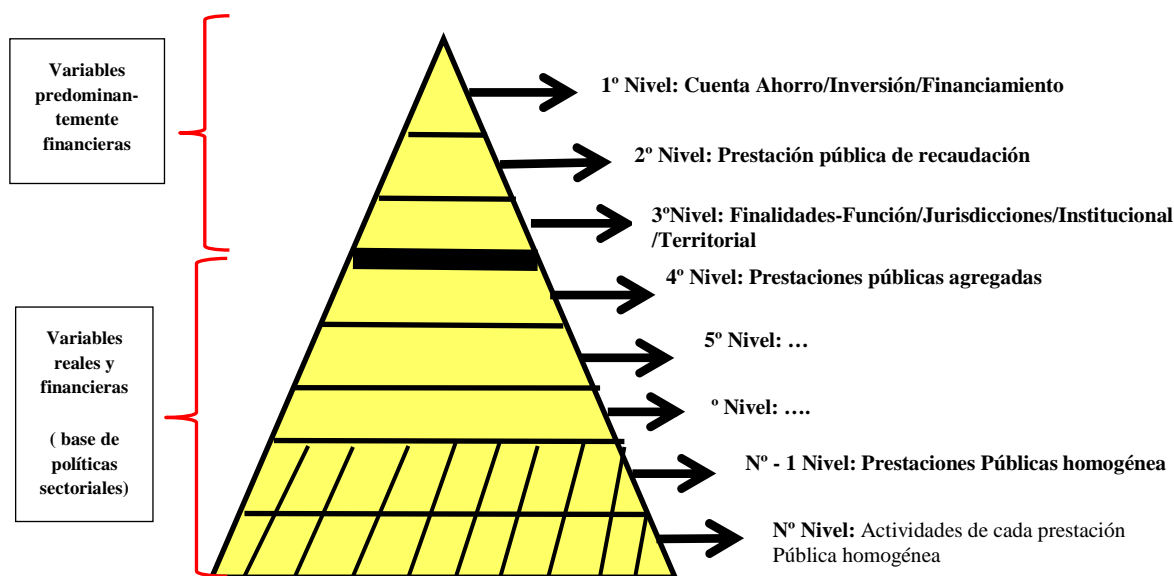 Variables
predominan-
temente
financieras
1º Nivel: Cuenta Ahorro/Inversión/Financiamiento
2º Nivel: Prestación pública de recaudación
3ºNivel: Finalidades-Función/Jurisdicciones/Institucional
/Territorial
4º Nivel: Prestaciones públicas agregadas
Variables
reales y
financieras
( base de
políticas
sectoriales)
5º Nivel: …
º Nivel: ….
Nº - 1 Nivel: Prestaciones Públicas homogénea
Nº Nivel: Actividades de cada prestación
Pública homogénea